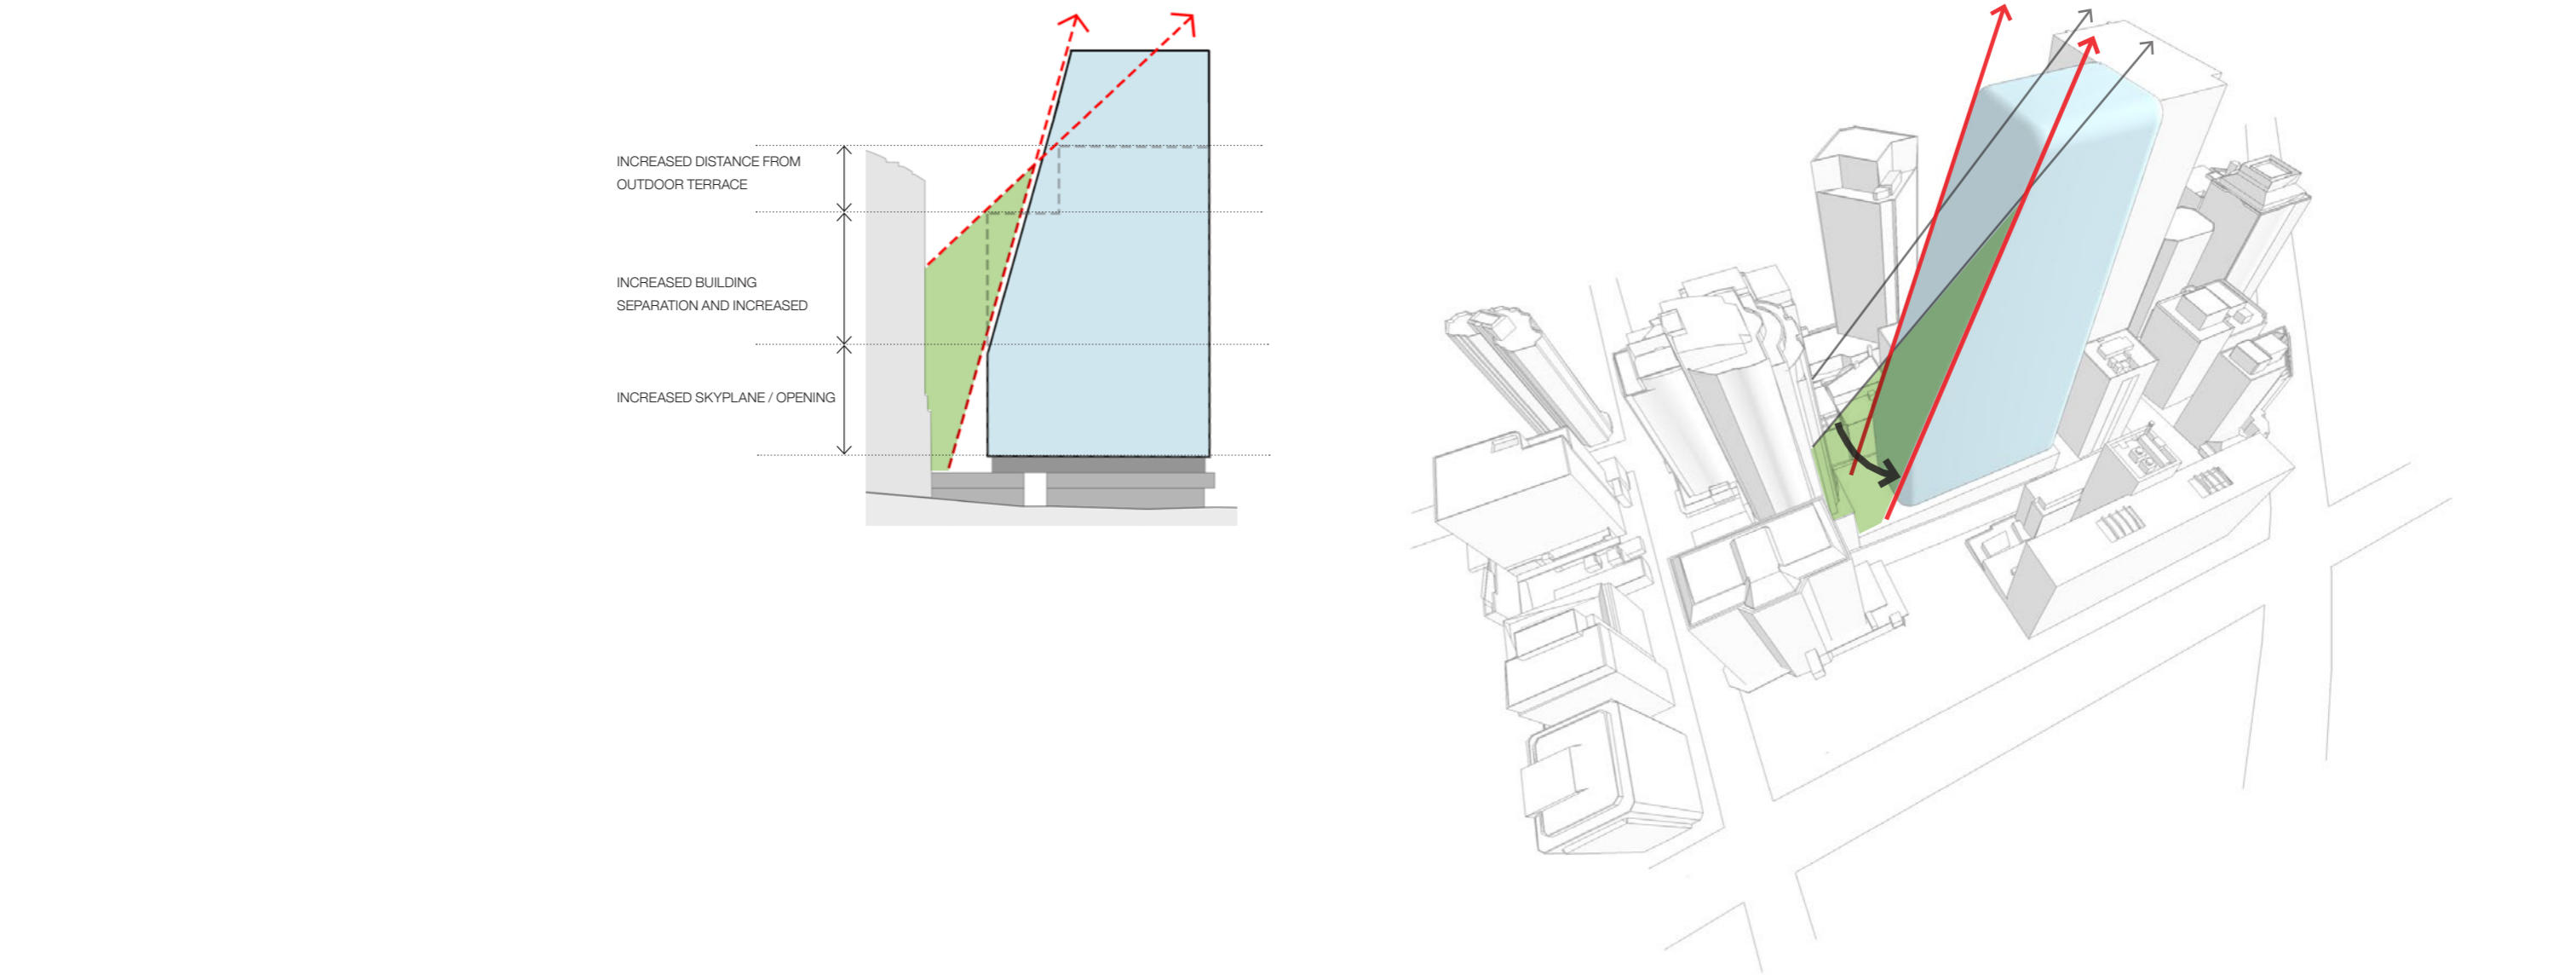 INCREASED DISTANCE FROM
OUTDOOR TERRACE
INCREASED BUILDING
SEPARATION AND INCREASED
INCREASED SKYPLANE / OPENING